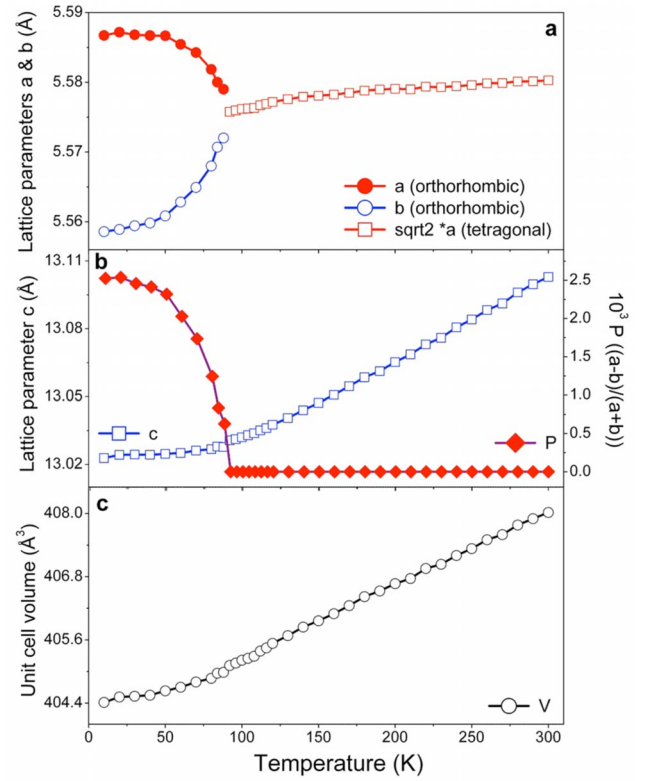 5.59
5.58
5.57
5.56
Lattice parameters a & b (Å)
a
a (orthorhombic)
b (orthorhombic)
sqrt2 *a (tetragonal)
13.11
13.08
13.05
13.02
Lattice parameter c (Å)
b
c
P
2.5
2.0
1.5
1.0
0.5
0.0
10³ P ((a-b)/(a+b))
408.0
406.8
405.6
404.4
Unit cell volume (Å³)
c
V
0 50 100 150 200 250 300
Temperature (K)